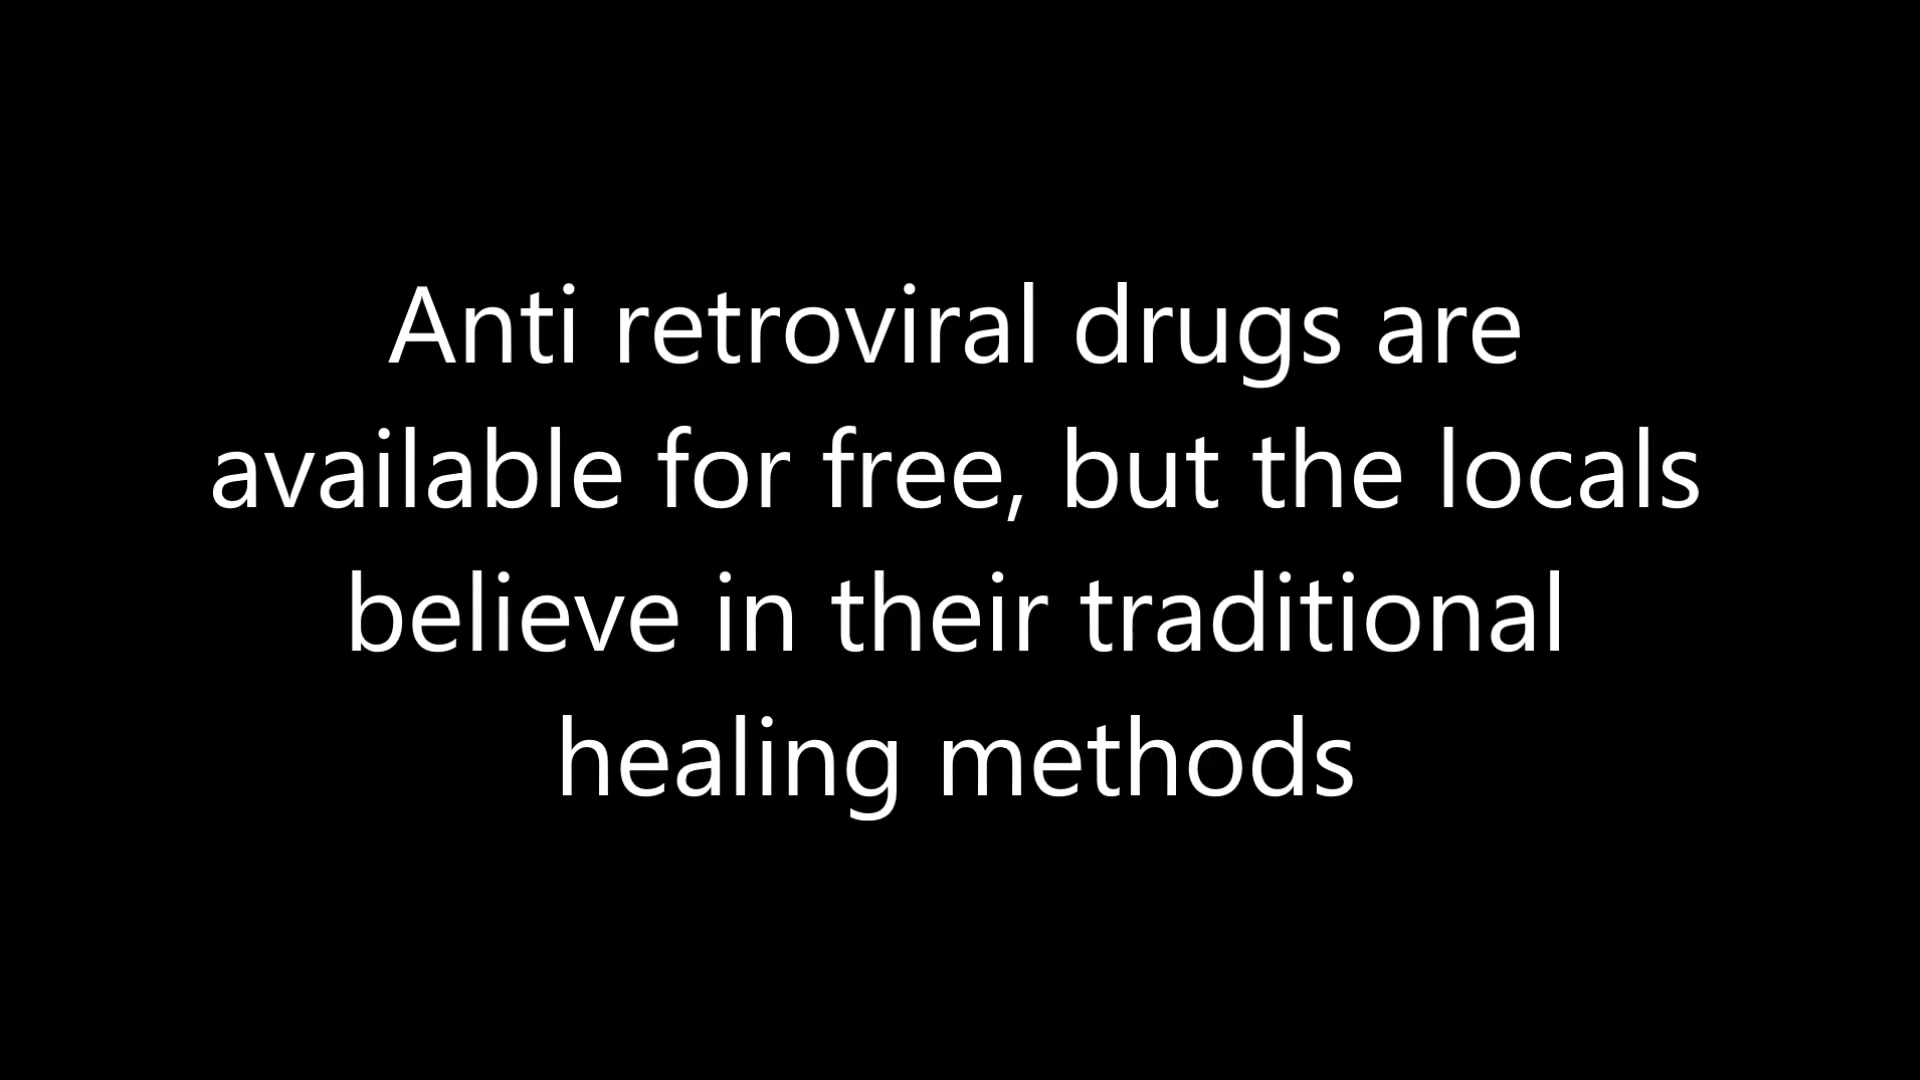 Anti retroviral drugs are
available for free, but the locals
believe in their traditional
healing methods